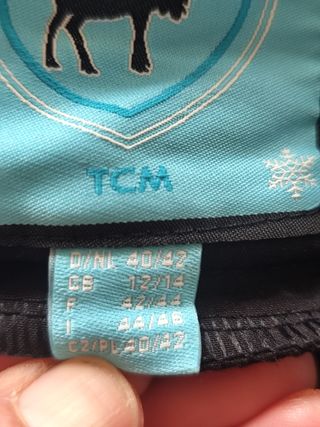 TCM
D/NL 40/42
GB 12/14
F 42/44
I 44/46
CZ/PL 40/42